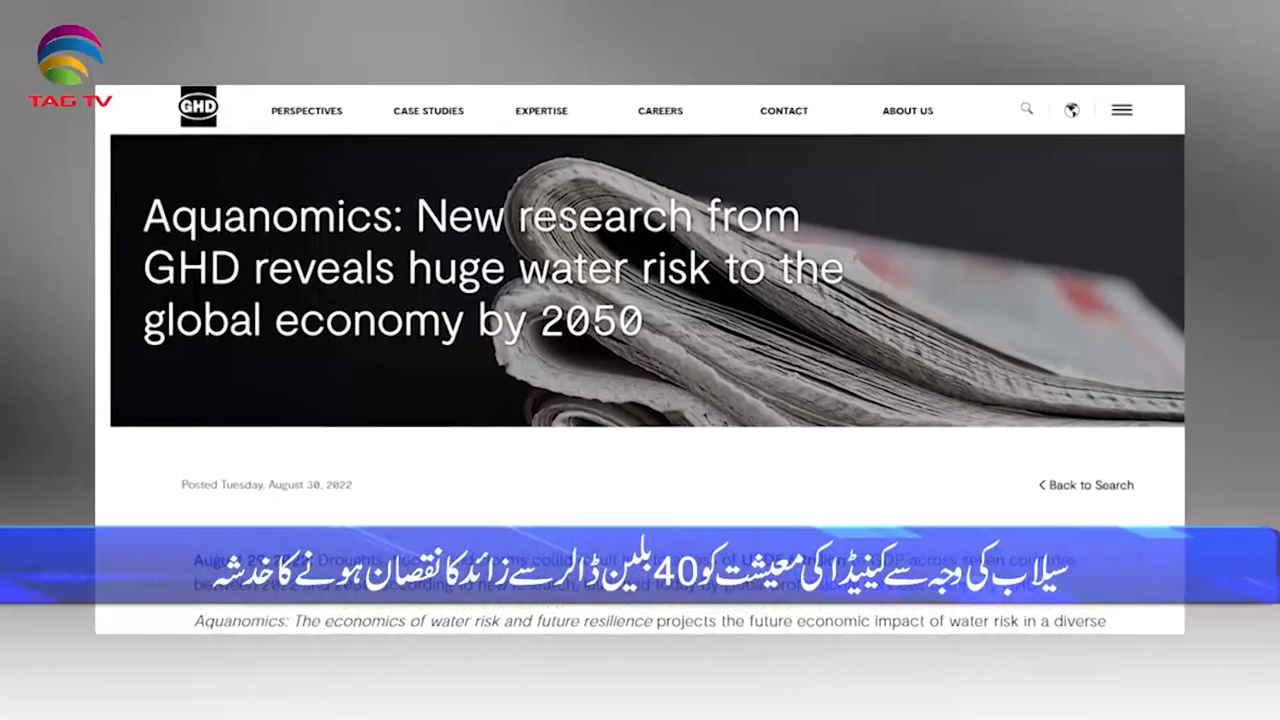 TAG TV
GHD
PERSPECTIVES CASE STUDIES EXPERTISE CAREERS CONTACT ABOUT US
Aquanomics: New research from
GHD reveals huge water risk to the
global economy by 2050
Posted Tuesday, August 30, 2022
Back to Search
سیلاب کی وجہ سے کینیڈا کی معیشت کو 40 بلین ڈالر سے زائد کا نقصان ہونے کا خدشہ
Aquanomics: The economics of water risk and future resilience projects the future economic impact of water risk in a diverse